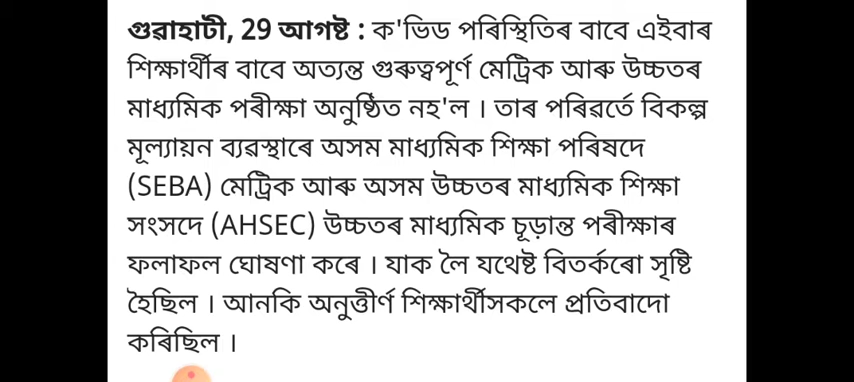 গুৱাহাটী, 29 আগষ্ট : ক'ভিড পৰিস্থিতিৰ বাবে এইবাৰ
শিক্ষাৰ্থীৰ বাবে অত্যন্ত গুৰুত্বপূৰ্ণ মেট্ৰিক আৰু উচ্চতৰ
মাধ্যমিক পৰীক্ষা অনুষ্ঠিত নহ'ল । তাৰ পৰিৱৰ্তে বিকল্প
মূল্যায়ন ব্যৱস্থাৰে অসম মাধ্যমিক শিক্ষা পৰিষদে
(SEBA) মেট্ৰিক আৰু অসম উচ্চতৰ মাধ্যমিক শিক্ষা
সংসদে (AHSEC) উচ্চতৰ মাধ্যমিক চূড়ান্ত পৰীক্ষাৰ
ফলাফল ঘোষণা কৰে । যাক লৈ যথেষ্ট বিতৰ্কৰো সৃষ্টি
হৈছিল । আনকি অনুত্তীৰ্ণ শিক্ষাৰ্থীসকলে প্ৰতিবাদো
কৰিছিল ।